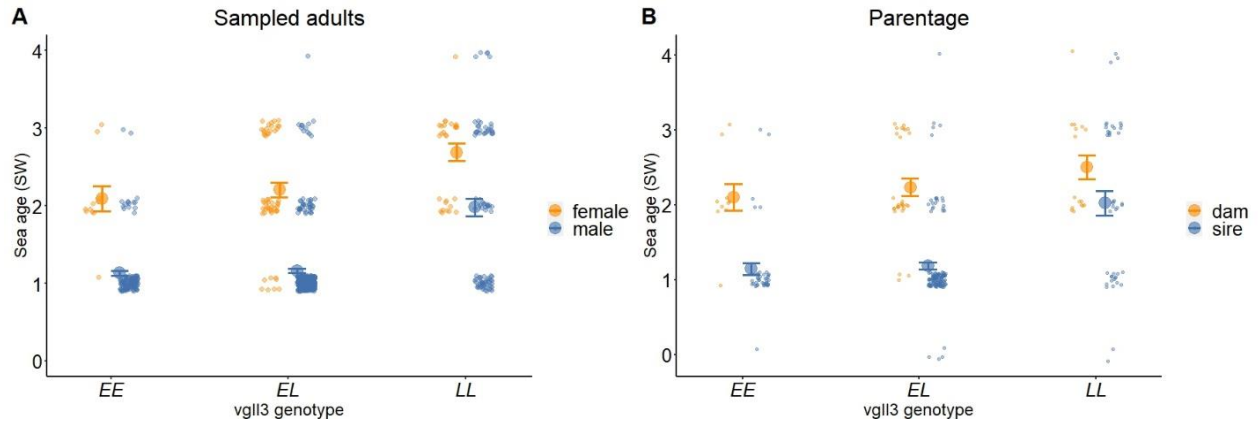 A
Sampled adults
Sea age (SW)
4
3
2
1
0
EE
EL
LL
vgll3 genotype
female
male
B
Parentage
Sea age (SW)
4
3
2
1
0
EE
EL
LL
vgll3 genotype
dam
sire